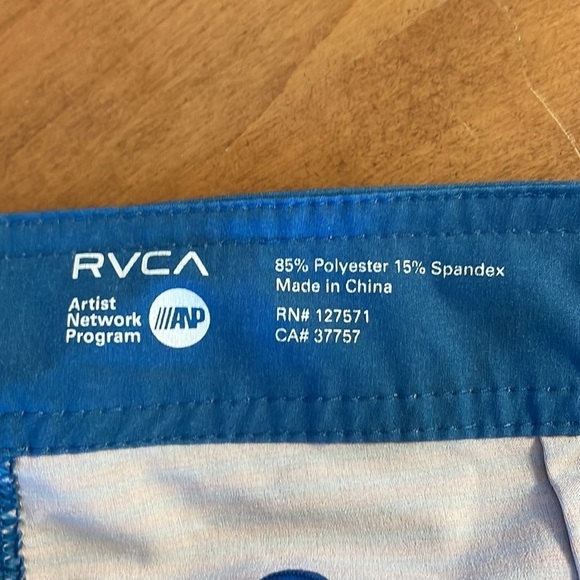 RVCA
Artist
Network
Program
ANP
85% Polyester 15% Spandex
Made in China
RN# 127571
CA# 37757